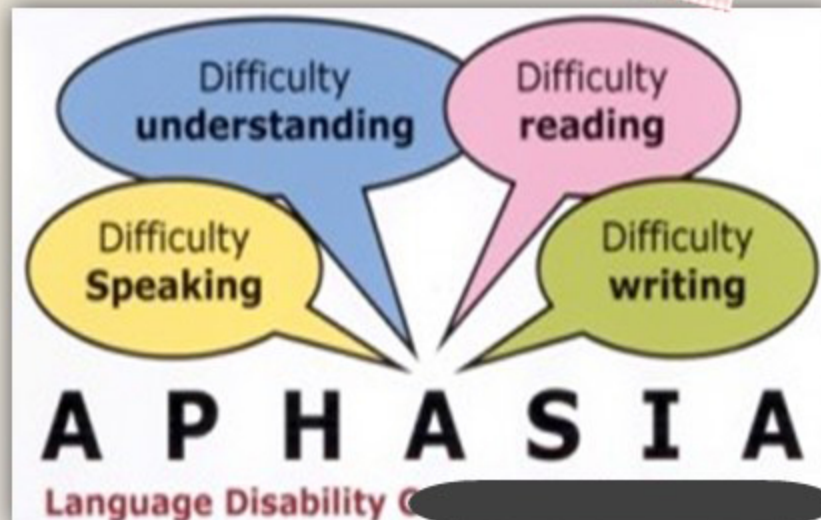 Difficulty
understanding
Difficulty
reading
Difficulty
Speaking
Difficulty
writing
APHASIA
Language Disability